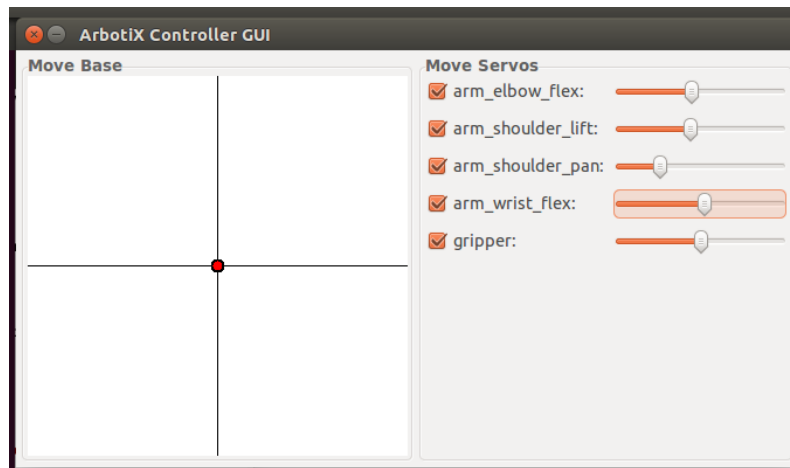 ArbotiX Controller GUI
Move Base
Move Servos
arm_elbow_flex:
arm_shoulder_lift:
arm_shoulder_pan:
arm_wrist_flex:
gripper: